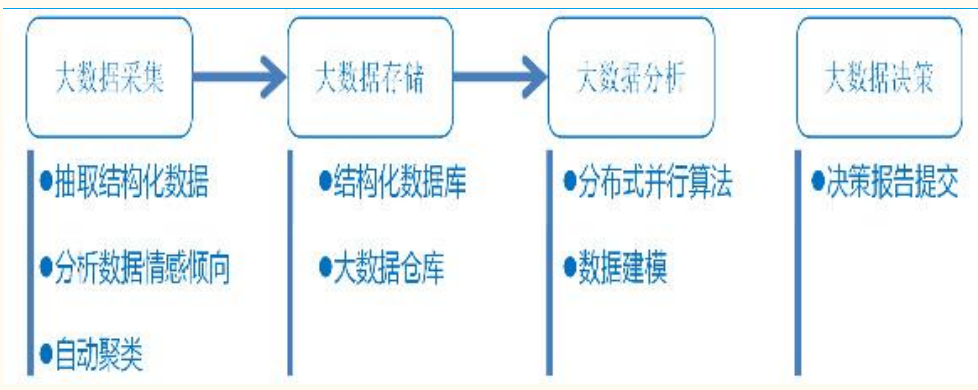 大数据采集
大数据存储
大数据分析
大数据决策
●抽取结构化数据
●分析数据情感倾向
●自动聚类
●结构化数据库
●大数据仓库
●分布式并行算法
●数据建模
●决策报告提交